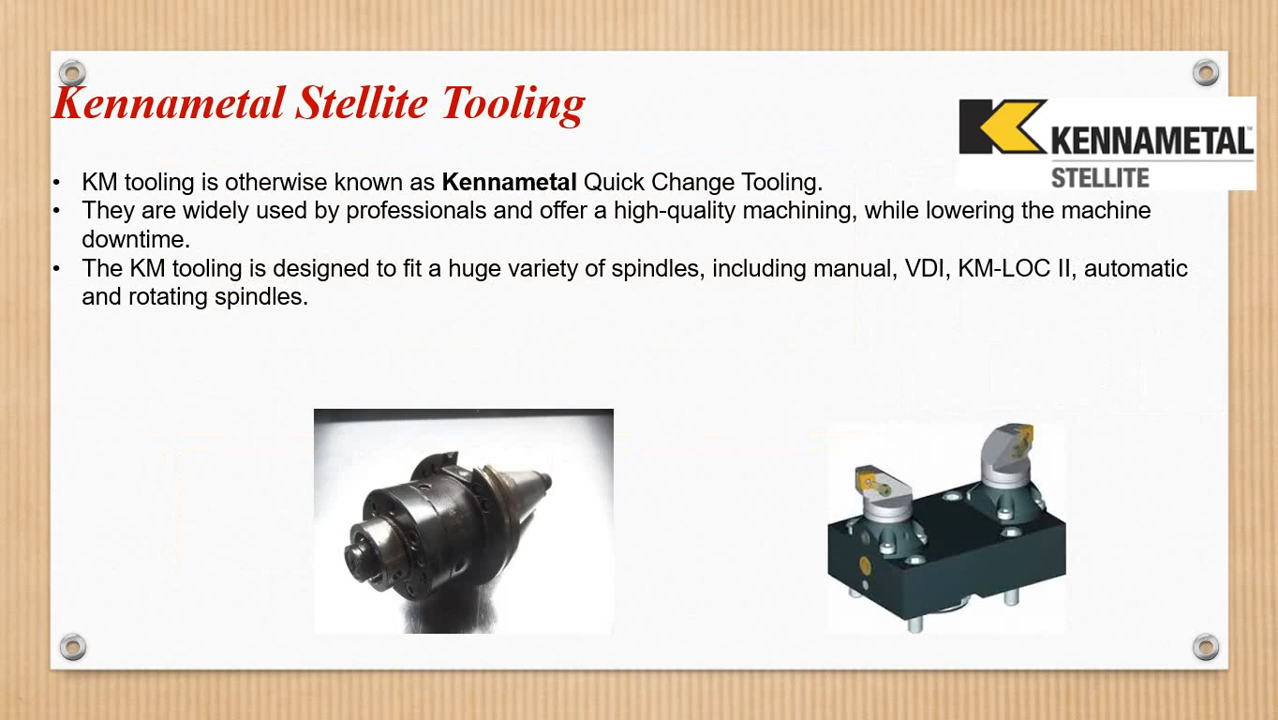 Kennametal Stellite Tooling
KENNAMETAL™
STELLITE
• KM tooling is otherwise known as Kennametal Quick Change Tooling.
• They are widely used by professionals and offer a high-quality machining, while lowering the machine
downtime.
• The KM tooling is designed to fit a huge variety of spindles, including manual, VDI, KM-LOC II, automatic
and rotating spindles.